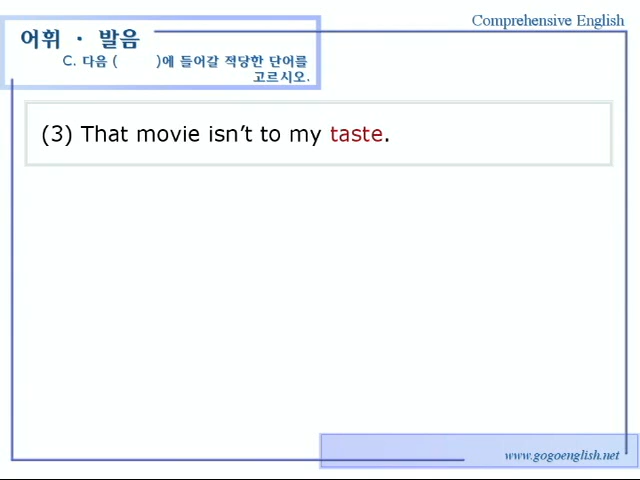 Comprehensive English
어휘 · 발음
C. 다음 (      )에 들어갈 적당한 단어를
고르시오.
(3) That movie isn’t to my taste.
www.gogoenglish.net